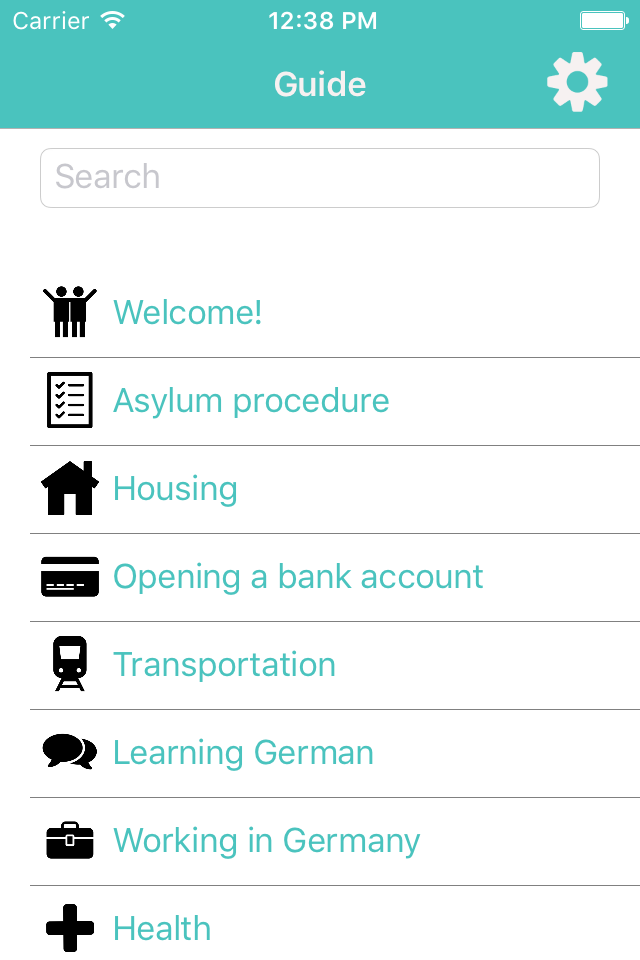 Carrier 12:38 PM
Guide
Search
Welcome!
Asylum procedure
Housing
Opening a bank account
Transportation
Learning German
Working in Germany
Health